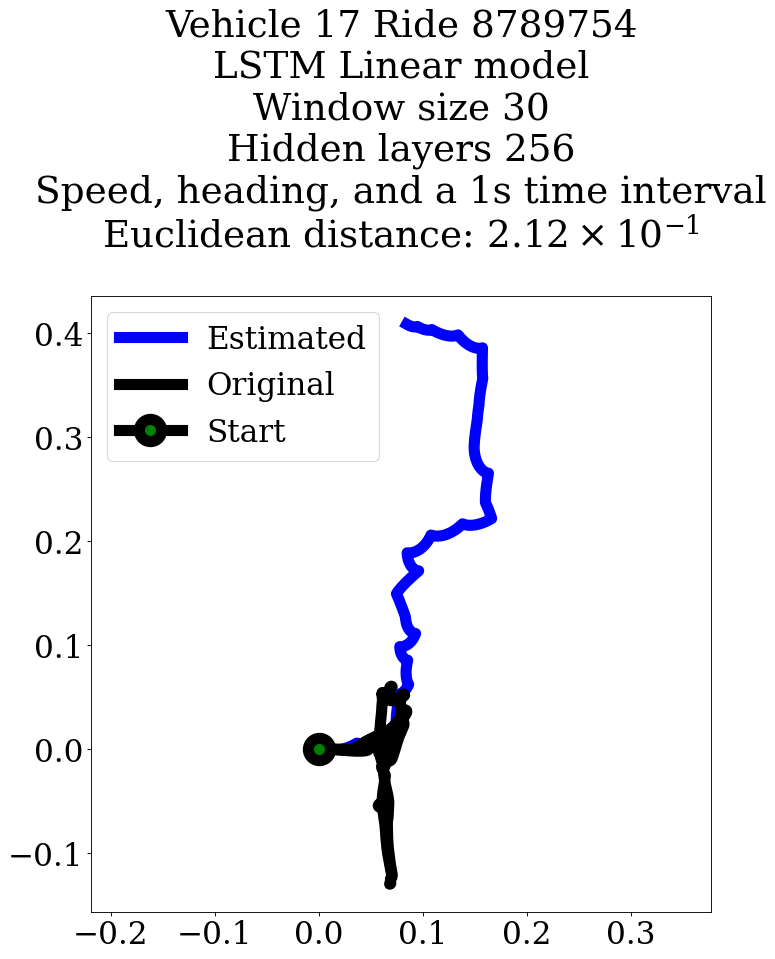 Vehicle 17 Ride 8789754
LSTM Linear model
Window size 30
Hidden layers 256
Speed, heading, and a 1s time interval
Euclidean distance: 2.12 × 10⁻¹
Estimated
Original
Start
0.4
0.3
0.2
0.1
0.0
−0.1
−0.2 −0.1 0.0 0.1 0.2 0.3